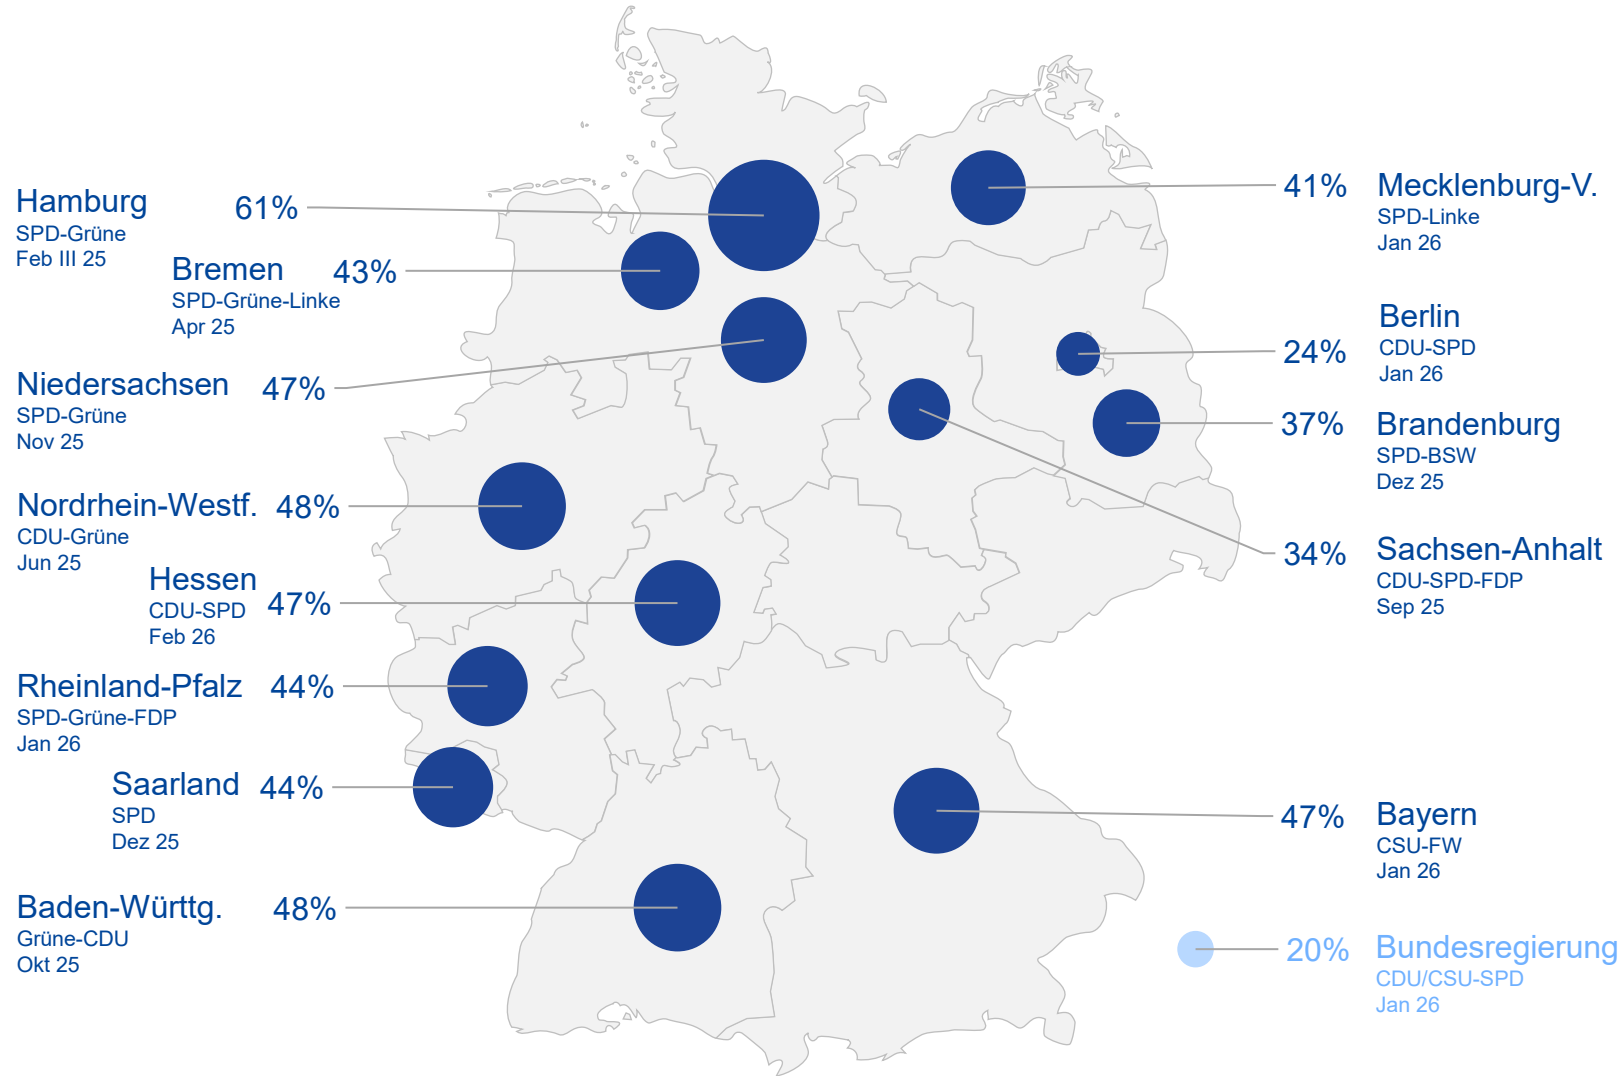 Hamburg 61%
SPD-Grüne
Feb III 25
Bremen 43%
SPD-Grüne-Linke
Apr 25
Niedersachsen 47%
SPD-Grüne
Nov 25
Nordrhein-Westf. 48%
CDU-Grüne
Jun 25
Hessen 47%
CDU-SPD
Feb 26
Rheinland-Pfalz 44%
SPD-Grüne-FDP
Jan 26
Saarland 44%
SPD
Dez 25
Baden-Württg. 48%
Grüne-CDU
Okt 25
41% Mecklenburg-V.
SPD-Linke
Jan 26
24% Berlin
CDU-SPD
Jan 26
37% Brandenburg
SPD-BSW
Dez 25
34% Sachsen-Anhalt
CDU-SPD-FDP
Sep 25
47% Bayern
CSU-FW
Jan 26
20% Bundesregierung
CDU/CSU-SPD
Jan 26